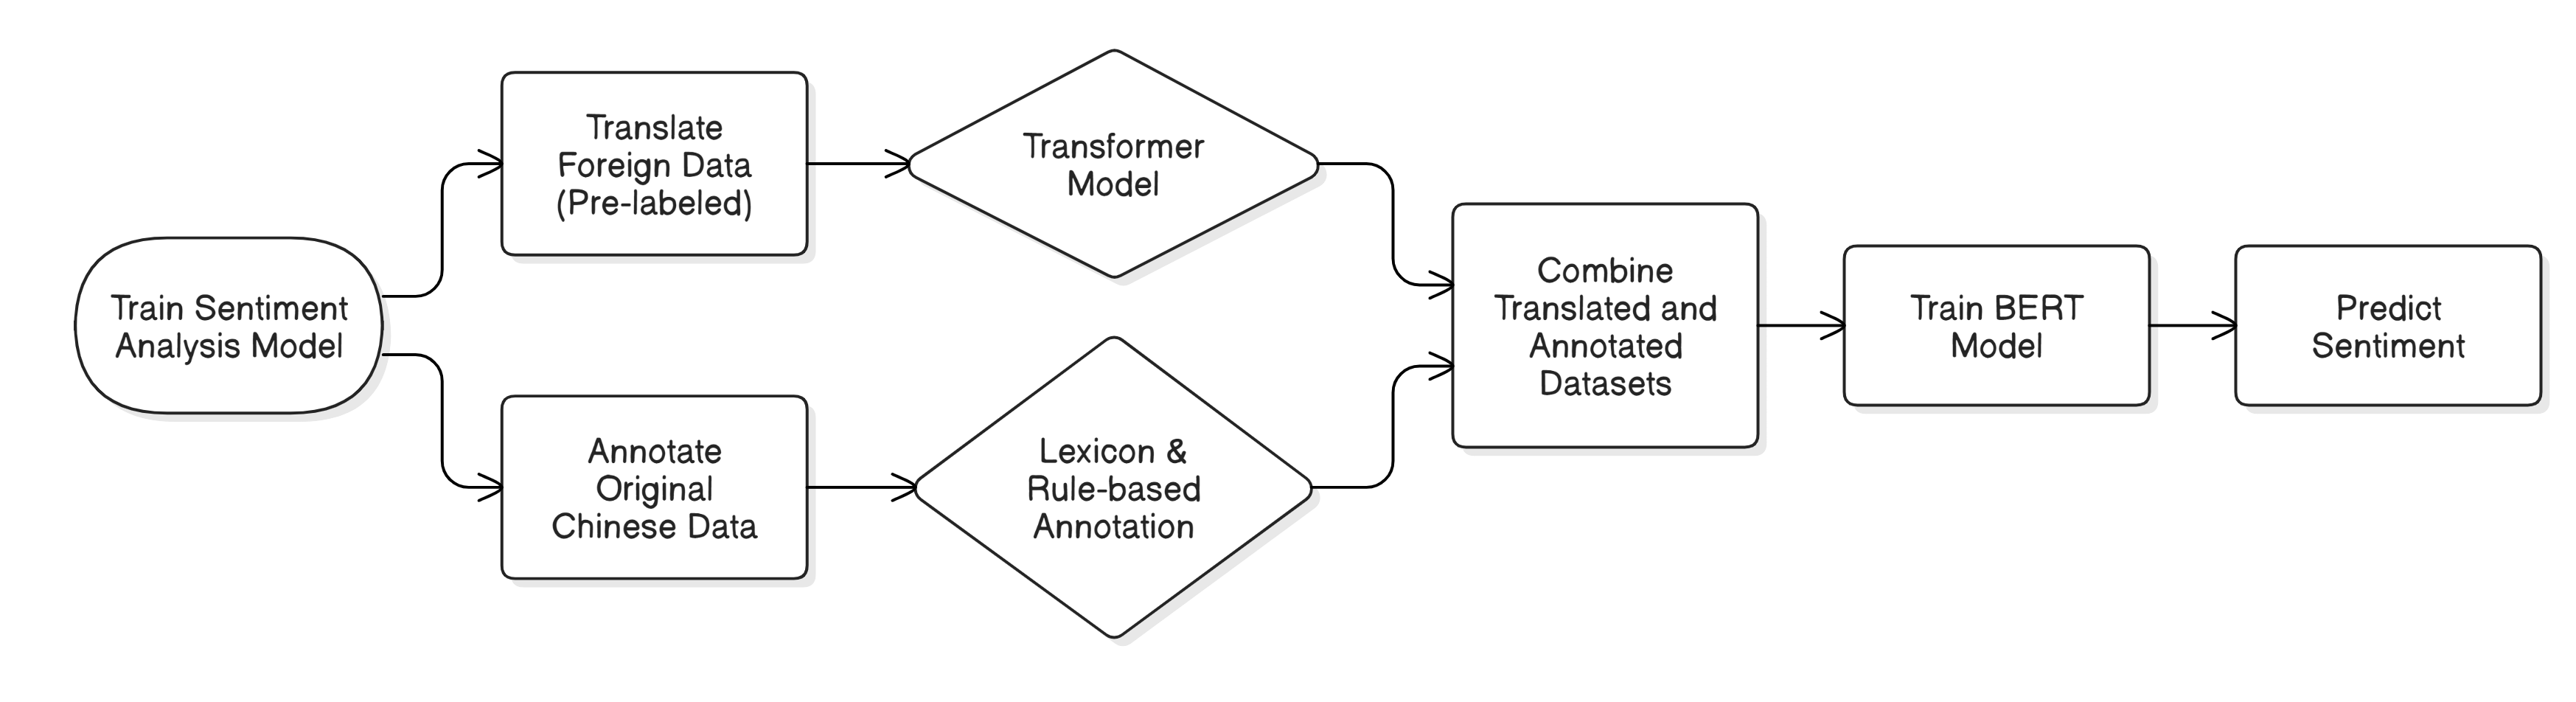 Train Sentiment
Analysis Model
Translate
Foreign Data
(Pre-labeled)
Transformer
Model
Annotate
Original
Chinese Data
Lexicon &
Rule-based
Annotation
Combine
Translated and
Annotated
Datasets
Train BERT
Model
Predict
Sentiment